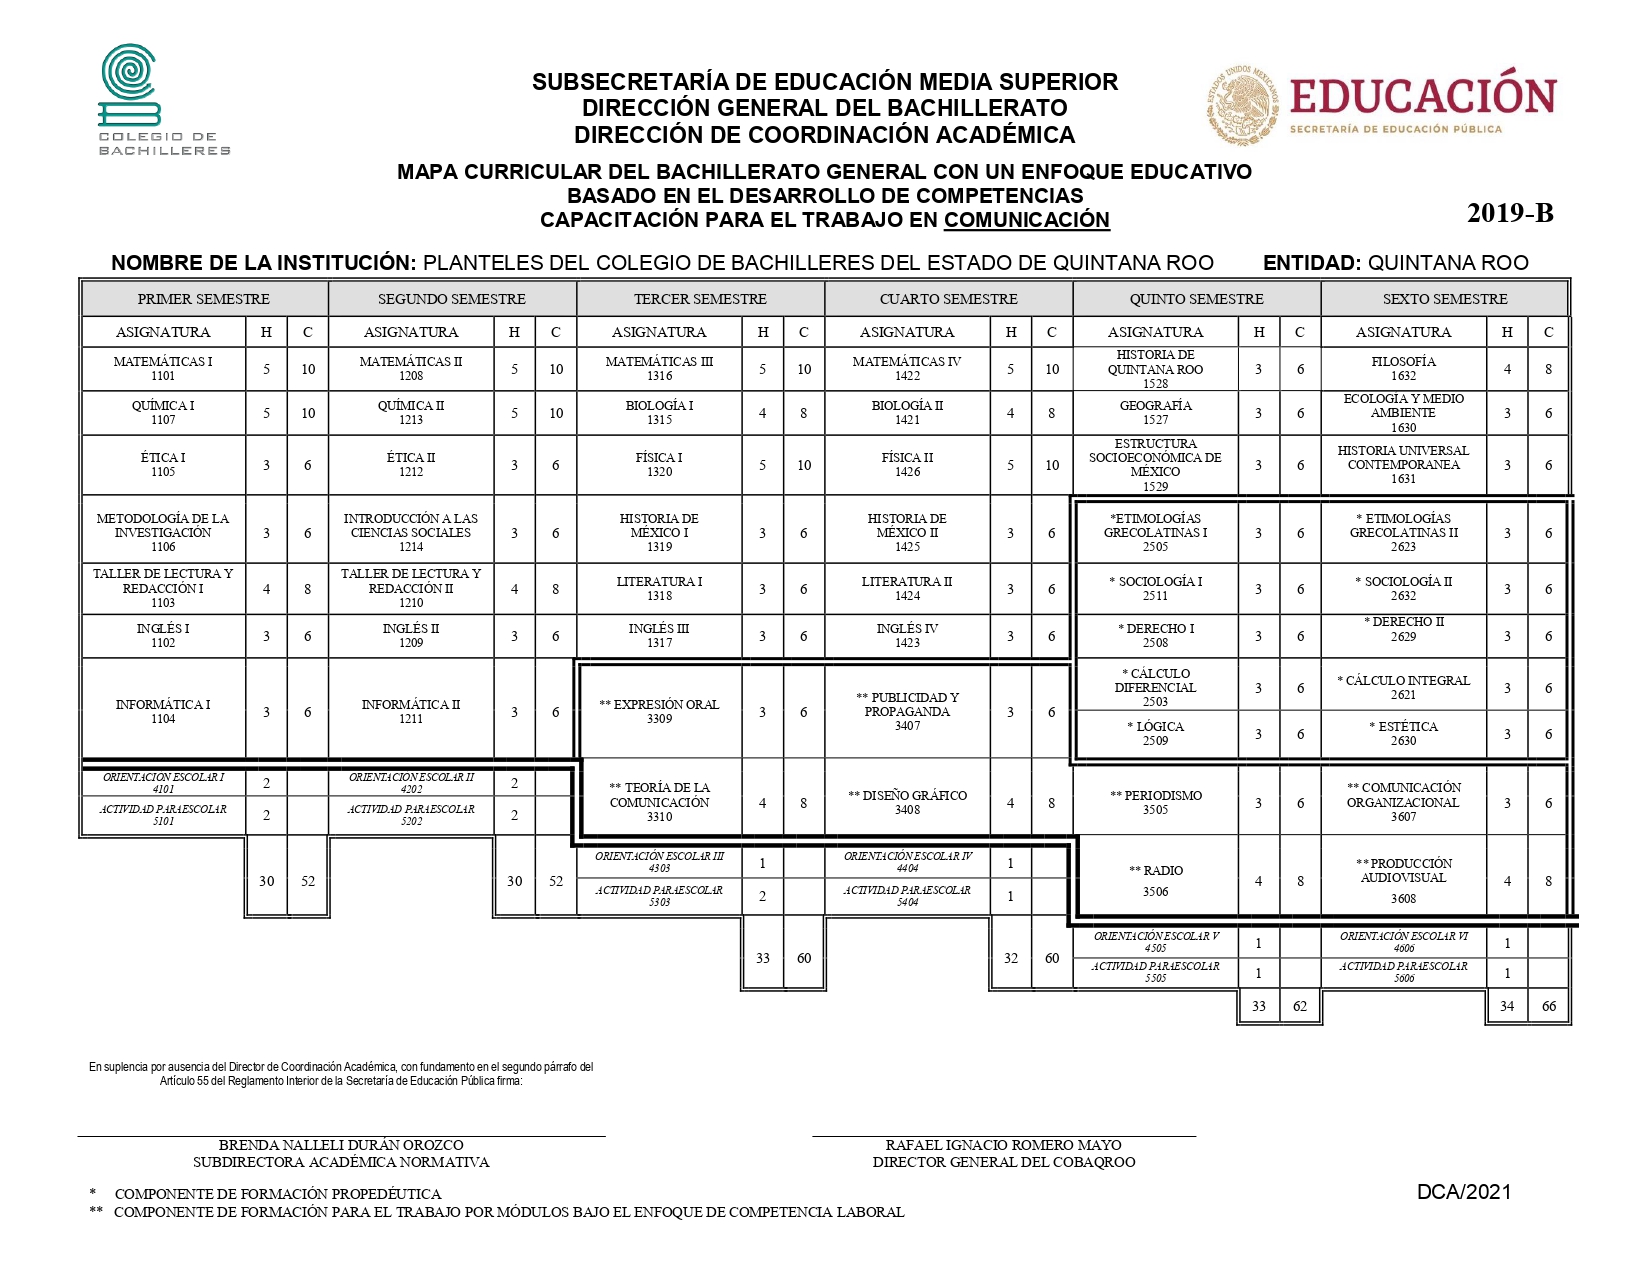 COLEGIO DE
BACHILLERES
SUBSECRETARÍA DE EDUCACIÓN MEDIA SUPERIOR
DIRECCIÓN GENERAL DEL BACHILLERATO
DIRECCIÓN DE COORDINACIÓN ACADÉMICA
ESTADOS UNIDOS MEXICANOS
EDUCACIÓN
SECRETARÍA DE EDUCACIÓN PÚBLICA
MAPA CURRICULAR DEL BACHILLERATO GENERAL CON UN ENFOQUE EDUCATIVO
BASADO EN EL DESARROLLO DE COMPETENCIAS
CAPACITACIÓN PARA EL TRABAJO EN COMUNICACIÓN
2019-B
NOMBRE DE LA INSTITUCIÓN: PLANTELES DEL COLEGIO DE BACHILLERES DEL ESTADO DE QUINTANA ROO ENTIDAD: QUINTANA ROO
PRIMER SEMESTRE SEGUNDO SEMESTRE TERCER SEMESTRE CUARTO SEMESTRE QUINTO SEMESTRE SEXTO SEMESTRE
ASIGNATURA H C ASIGNATURA H C ASIGNATURA H C ASIGNATURA H C ASIGNATURA H C ASIGNATURA H C
MATEMÁTICAS I
1101
5 10
MATEMÁTICAS II
1208
5 10
MATEMÁTICAS III
1316
5 10
MATEMÁTICAS IV
1422
5 10
HISTORIA DE
QUINTANA ROO
1528
3 6
FILOSOFÍA
1632
4 8
QUÍMICA I
1107
5 10
QUÍMICA II
1213
5 10
BIOLOGÍA I
1315
4 8
BIOLOGÍA II
1421
4 8
GEOGRAFÍA
1527
3 6
ECOLOGÍA Y MEDIO
AMBIENTE
1630
3 6
ÉTICA I
1105
3 6
ÉTICA II
1212
3 6
FÍSICA I
1320
5 10
FÍSICA II
1426
5 10
ESTRUCTURA
SOCIOECONÓMICA DE
MÉXICO
1529
3 6
HISTORIA UNIVERSAL
CONTEMPORANEA
1631
3 6
METODOLOGÍA DE LA
INVESTIGACIÓN
1106
3 6
INTRODUCCIÓN A LAS
CIENCIAS SOCIALES
1214
3 6
HISTORIA DE
MÉXICO I
1319
3 6
HISTORIA DE
MÉXICO II
1425
3 6
*ETIMOLOGÍAS
GRECOLATINAS I
2505
3 6
* ETIMOLOGÍAS
GRECOLATINAS II
2623
3 6
TALLER DE LECTURA Y
REDACCIÓN I
1103
4 8
TALLER DE LECTURA Y
REDACCIÓN II
1210
4 8
LITERATURA I
1318
3 6
LITERATURA II
1424
3 6
* SOCIOLOGÍA I
2511
3 6
* SOCIOLOGÍA II
2632
3 6
INGLÉS I
1102
3 6
INGLÉS II
1209
3 6
INGLÉS III
1317
3 6
INGLÉS IV
1423
3 6
* DERECHO I
2508
3 6
* DERECHO II
2629
3 6
INFORMÁTICA I
1104
3 6
INFORMÁTICA II
1211
3 6
** EXPRESIÓN ORAL
3309
3 6
** PUBLICIDAD Y
PROPAGANDA
3407
3 6
* CÁLCULO
DIFERENCIAL
2503
3 6
* CÁLCULO INTEGRAL
2621
3 6
* LÓGICA
2509
3 6
* ESTÉTICA
2630
3 6
ORIENTACIÓN ESCOLAR I
4101
2
ORIENTACIÓN ESCOLAR II
4202
2
** TEORÍA DE LA
COMUNICACIÓN
3310
4 8
** DISEÑO GRÁFICO
3408
4 8
** PERIODISMO
3505
3 6
** COMUNICACIÓN
ORGANIZACIONAL
3607
3 6
ACTIVIDAD PARAESCOLAR
5101
2
ACTIVIDAD PARAESCOLAR
5202
2
30 52
30 52
ORIENTACIÓN ESCOLAR III
4303
1
ORIENTACIÓN ESCOLAR IV
4404
1
** RADIO
3506
4 8
** PRODUCCIÓN
AUDIOVISUAL
3608
4 8
ACTIVIDAD PARAESCOLAR
5303
2
ACTIVIDAD PARAESCOLAR
5404
1
33 60
32 60
ORIENTACIÓN ESCOLAR V
4505
1
ORIENTACIÓN ESCOLAR VI
4606
1
ACTIVIDAD PARAESCOLAR
5505
1
ACTIVIDAD PARAESCOLAR
5606
1
33 62
34 66
En suplencia por ausencia del Director de Coordinación Académica, con fundamento en el segundo párrafo del
Artículo 55 del Reglamento Interior de la Secretaría de Educación Pública firma:
BRENDA NALLELI DURÁN OROZCO
SUBDIRECTORA ACADÉMICA NORMATIVA
RAFAEL IGNACIO ROMERO MAYO
DIRECTOR GENERAL DEL COBAQROO
* COMPONENTE DE FORMACIÓN PROPEDÉUTICA
** COMPONENTE DE FORMACIÓN PARA EL TRABAJO POR MÓDULOS BAJO EL ENFOQUE DE COMPETENCIA LABORAL
DCA/2021